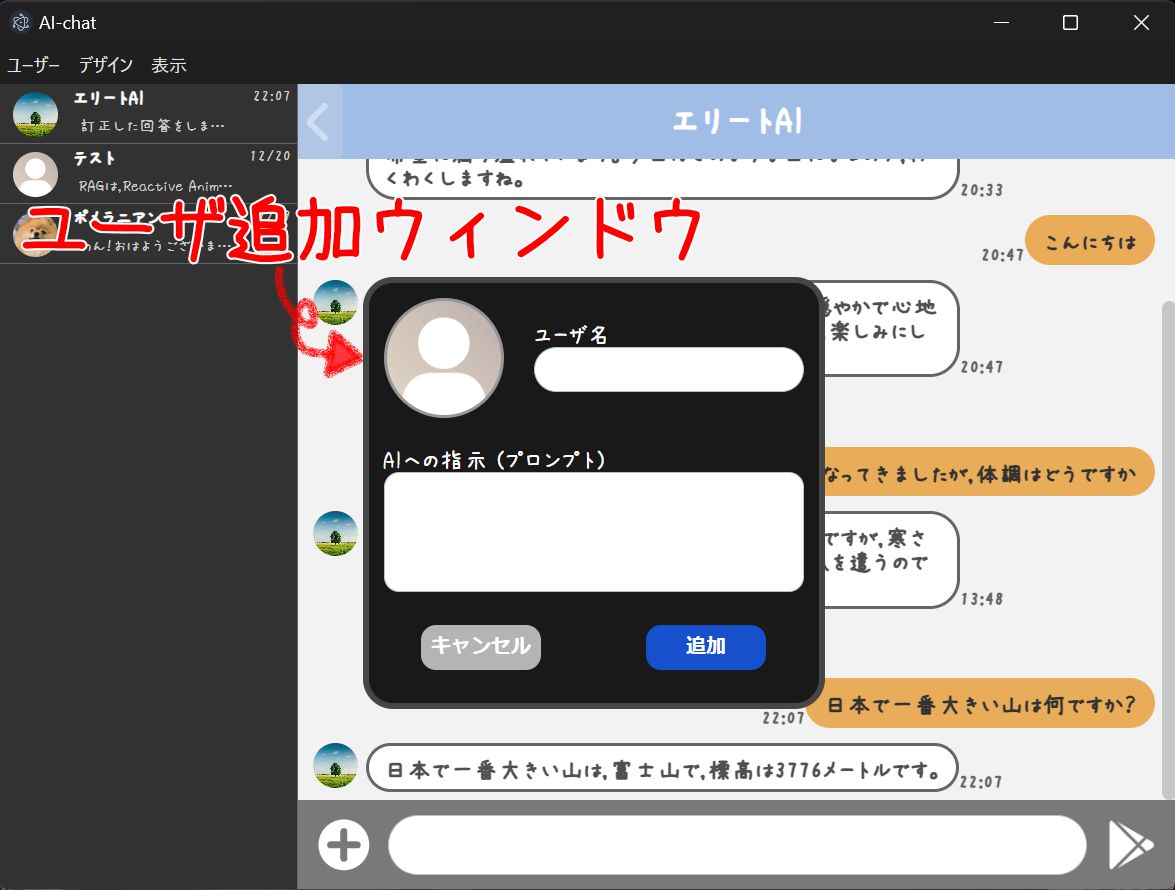 AI-chat
ユーザー デザイン 表示
エリートAI 22:07
訂正した回答をしま…
テスト 12/20
RAGは,Reactive Anim…
ポメラニアン
わん!おはようございま…
エリートAI
くわくしますね。
20:33
ユーザ追加ウィンドウ
こんにちは
20:47
穏やかで心地
楽しみにし
20:47
ユーザ名
AIへの指示 (プロンプト)
なってきましたが,体調はどうですか
ですが,寒さ
を遣うので
13:48
キャンセル 追加
日本で一番大きい山は何ですか?
22:07
日本で一番大きい山は,富士山で,標高は3776メートルです。
22:07